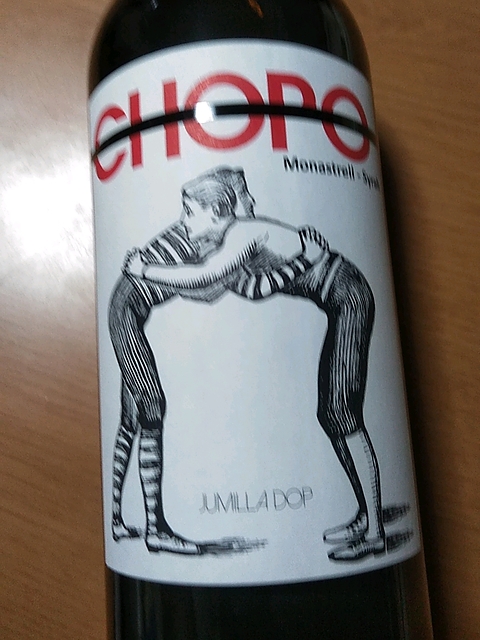 CHOPO
Monastrell - Syrah
JUMILLA DOP